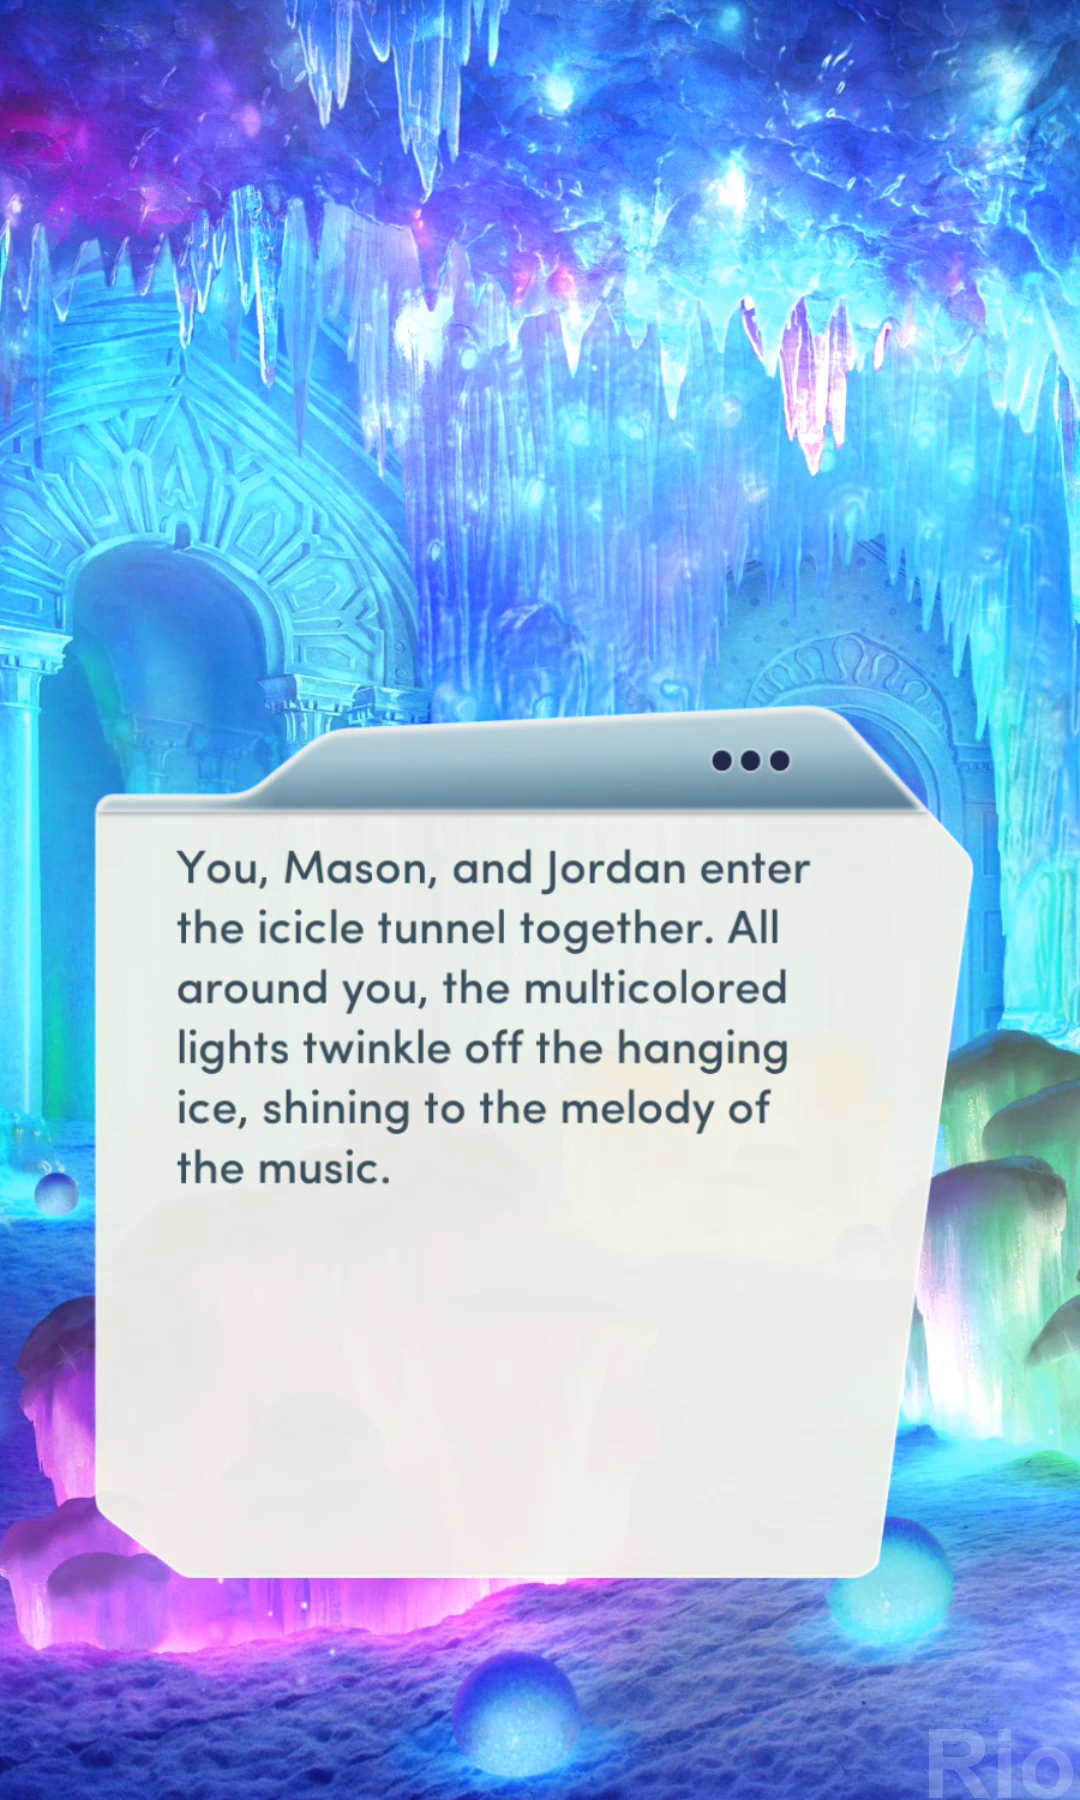 You, Mason, and Jordan enter
the icicle tunnel together. All
around you, the multicolored
lights twinkle off the hanging
ice, shining to the melody of
the music.
Rio